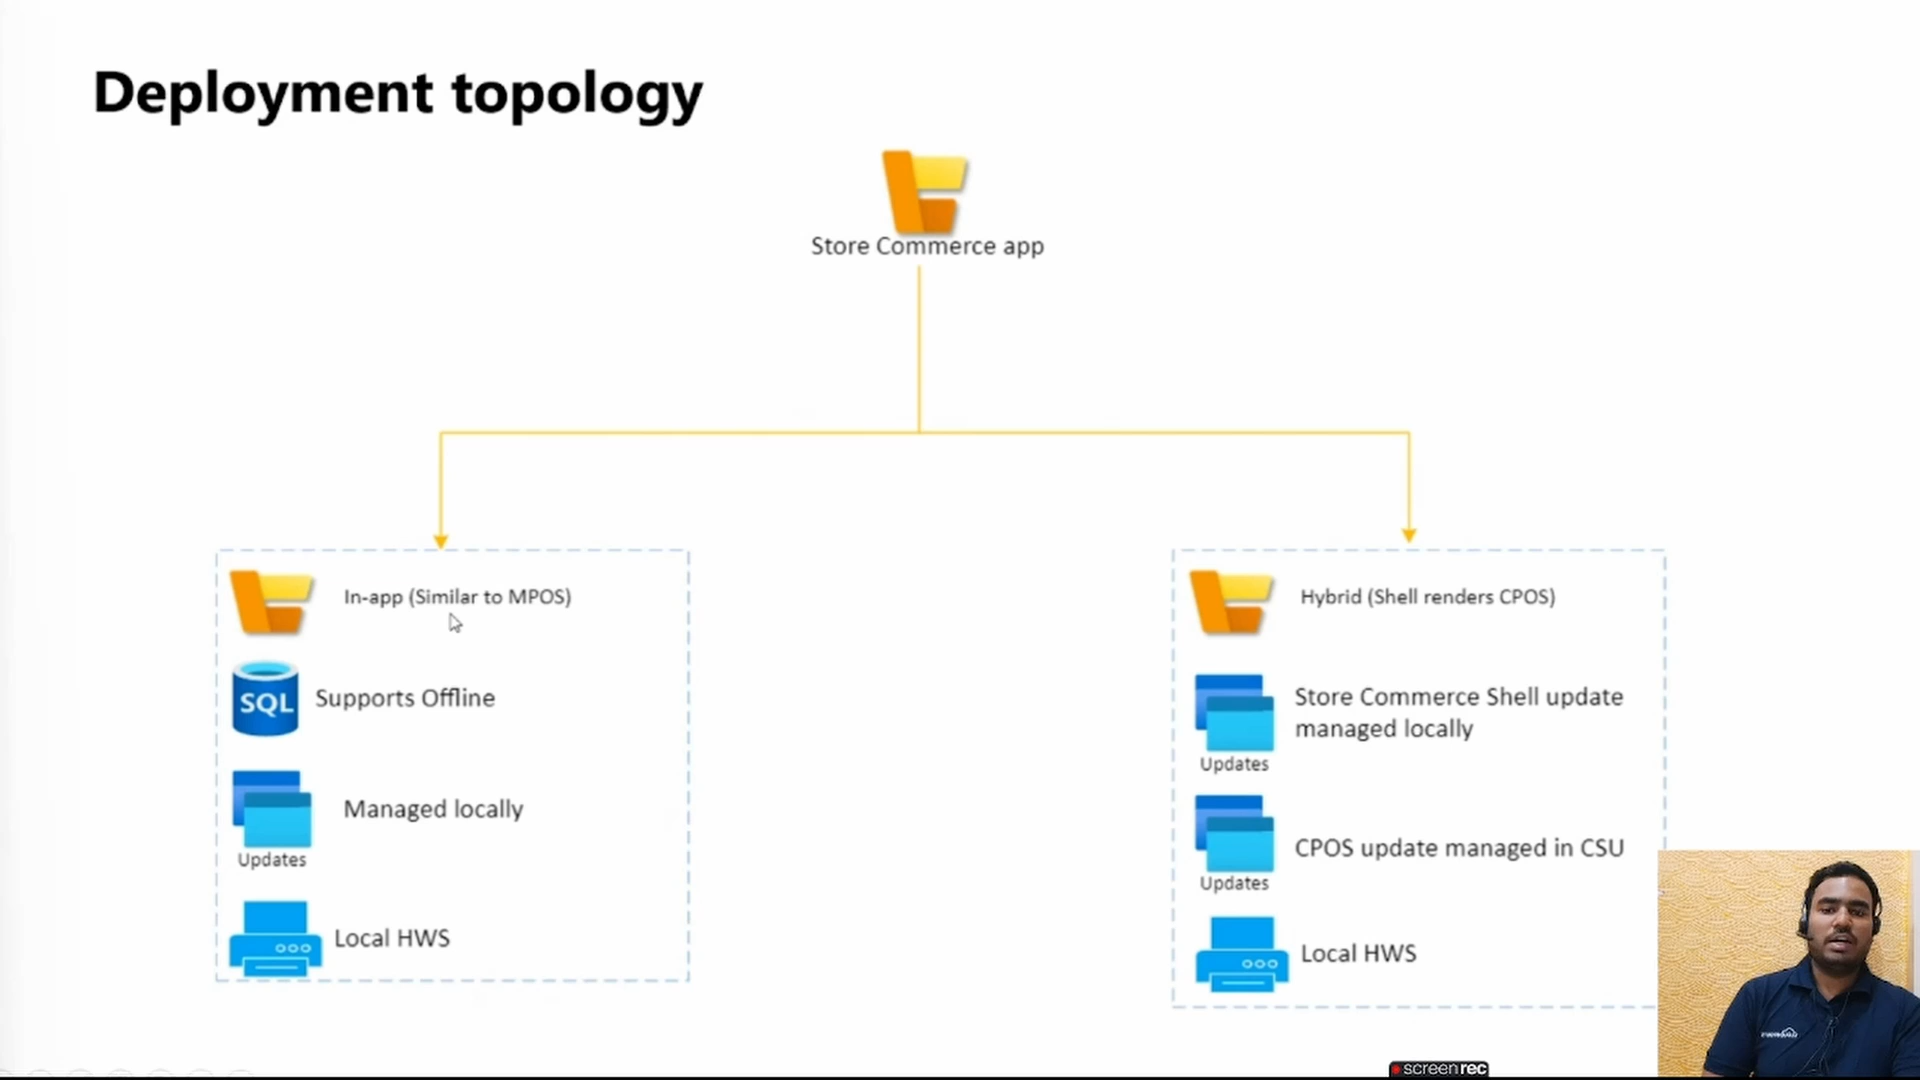 Deployment topology
Store Commerce app
In-app (Similar to MPOS)
SQL
Supports Offline
Managed locally
Updates
Local HWS
Hybrid (Shell renders CPOS)
Store Commerce Shell update
managed locally
Updates
CPOS update managed in CSU
Updates
Local HWS
screenrec